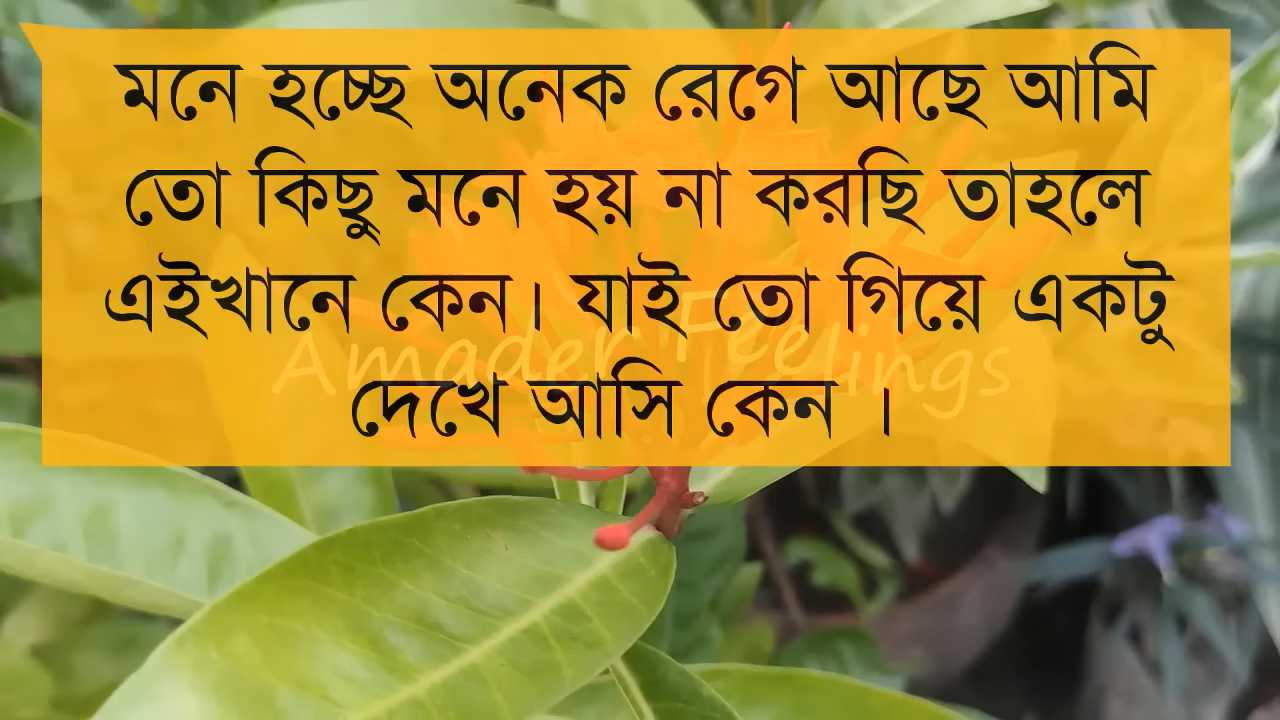 মনে হচ্ছে অনেক রেগে আছে আমি
তো কিছু মনে হয় না করছি তাহলে
এইখানে কেন। যাই তো গিয়ে একটু
দেখে আসি কেন ।
Amader Feelings